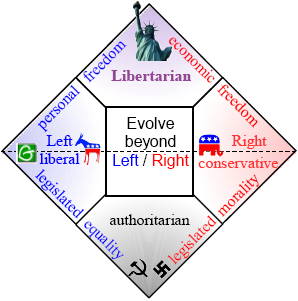 personal freedom
economic freedom
Libertarian
Evolve
beyond
Left / Right
Left
liberal
Right
conservative
legislated equality
legislated morality
authoritarian